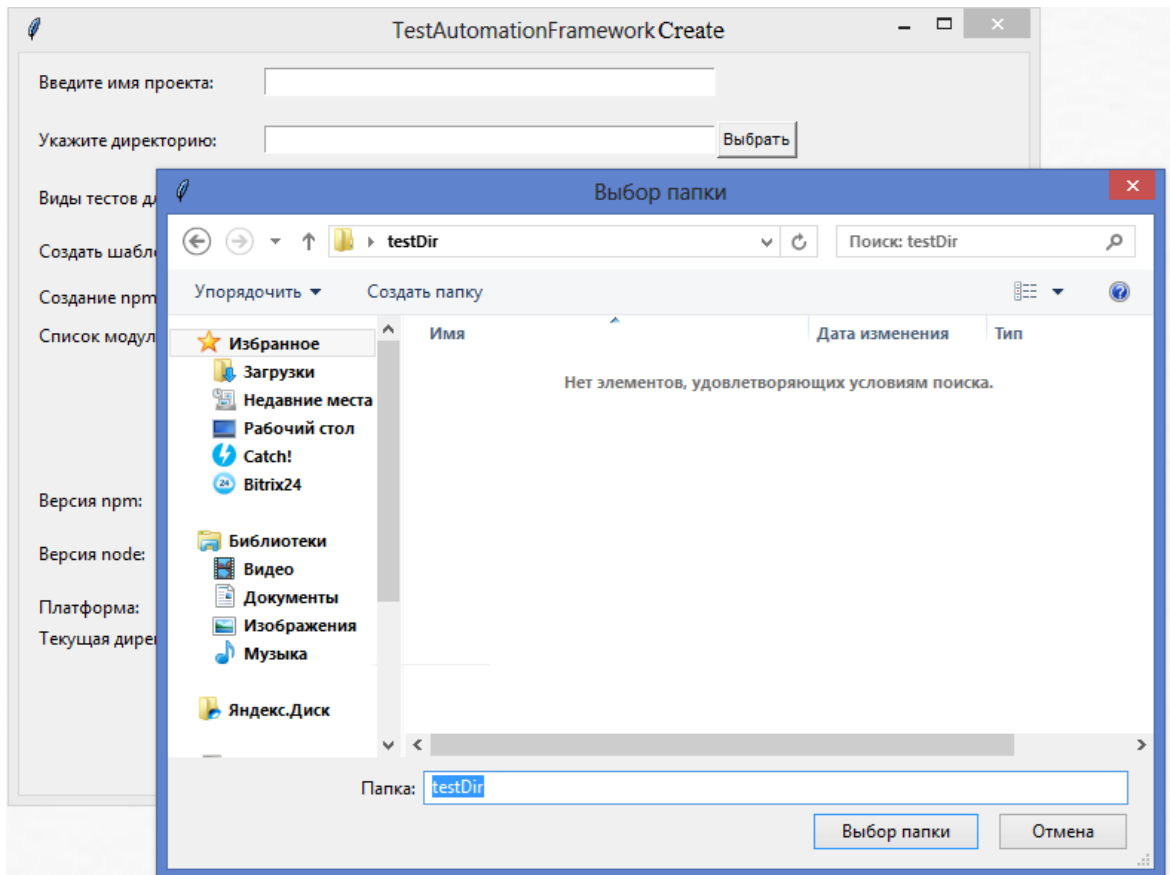 TestAutomationFramework Create
Введите имя проекта:
Укажите директорию:
Выбрать
Виды тестов
Создать
Создание npm
Список
Версия npm:
Версия node:
Платформа:
Текущая
Выбор папки
testDir
Поиск: testDir
Упорядочить
Создать папку
Имя
Дата изменения
Тип
Нет элементов, удовлетворяющих условиям поиска.
Избранное
Загрузки
Недавние места
Рабочий стол
Catch!
24 Bitrix24
Библиотеки
Видео
Документы
Изображения
Музыка
Яндекс.Диск
Папка: testDir
Выбор папки
Отмена